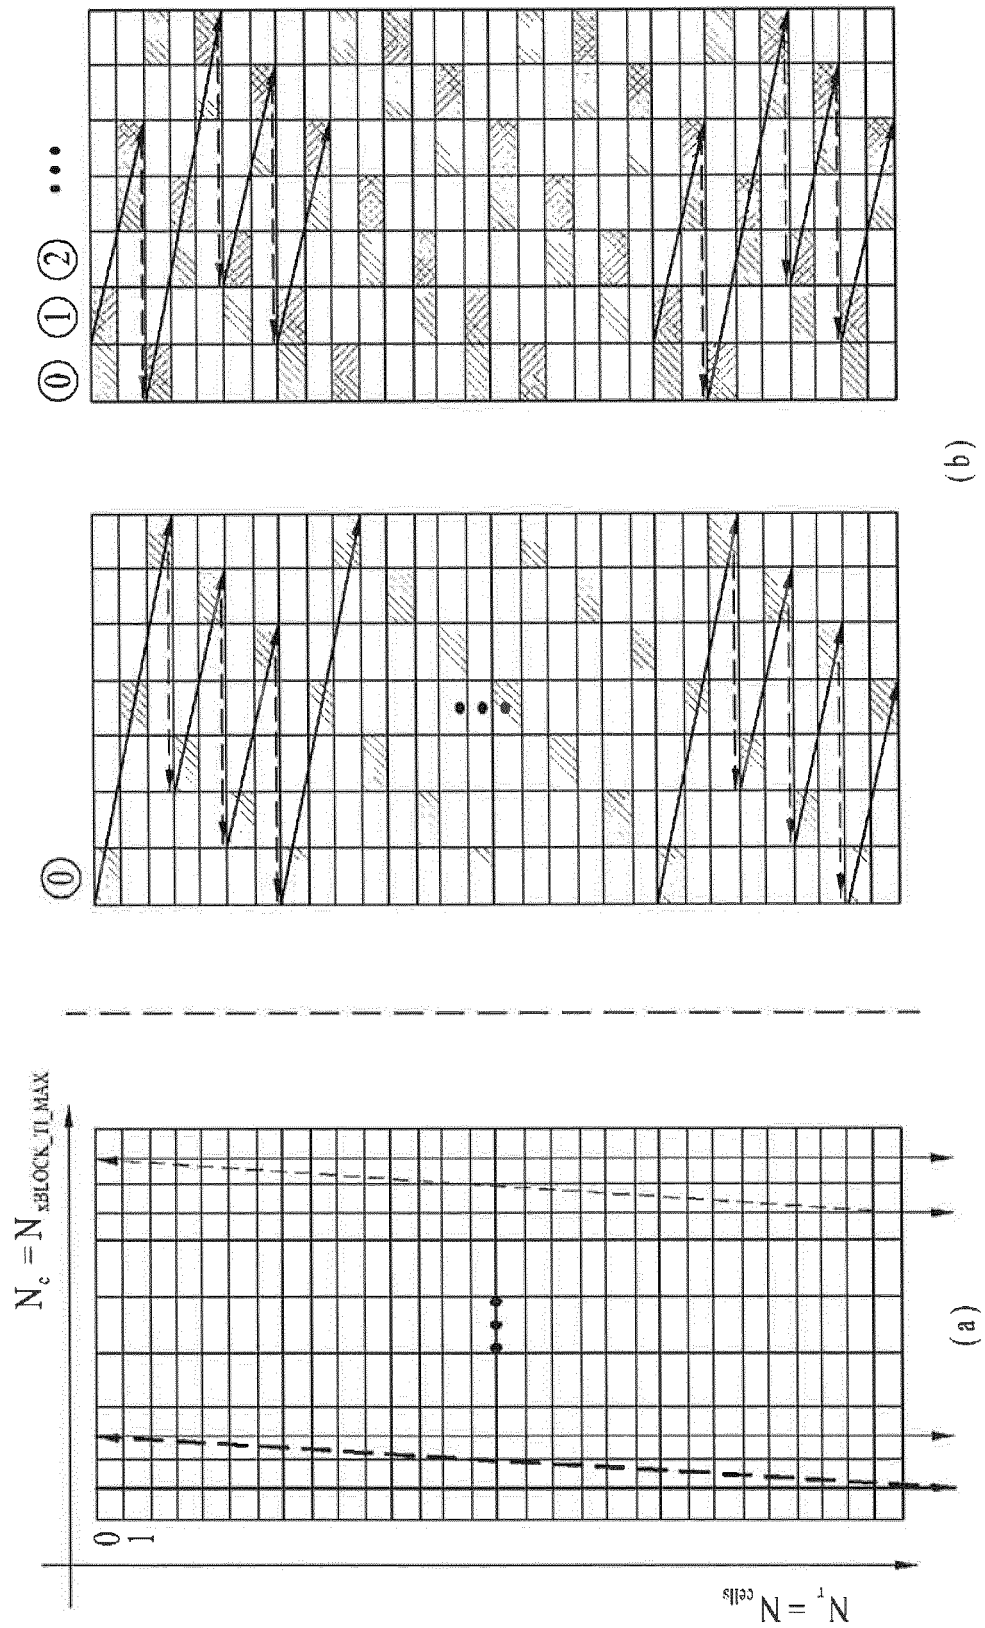 N_c = N_xBLOCK_TI_MAX
0
1
N_r = N_cells
(a)
0
0 1 2 •••
(b)